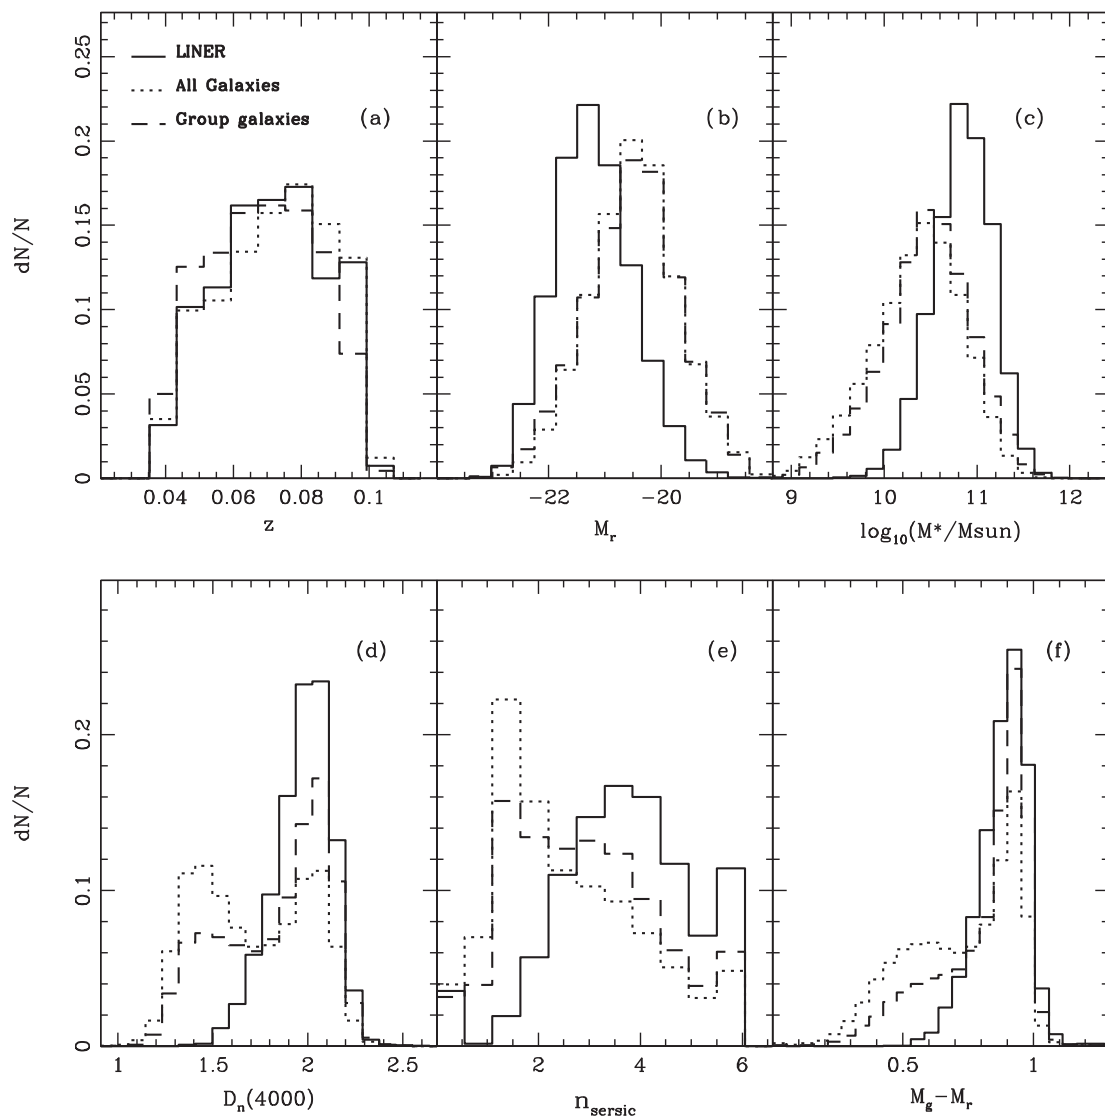 0 0.05 0.1 0.15 0.2 0.25
dN/N
LINER
All Galaxies
Group galaxies
(a)
(b)
(c)
0.04 0.06 0.08 0.1
z
−22 −20
M_r
9 10 11 12
log₁₀(M*/Msun)
0 0.1 0.2
dN/N
(d)
(e)
(f)
1 1.5 2 2.5
D_n(4000)
2 4 6
n_sersic
0.5 1
M_g−M_r